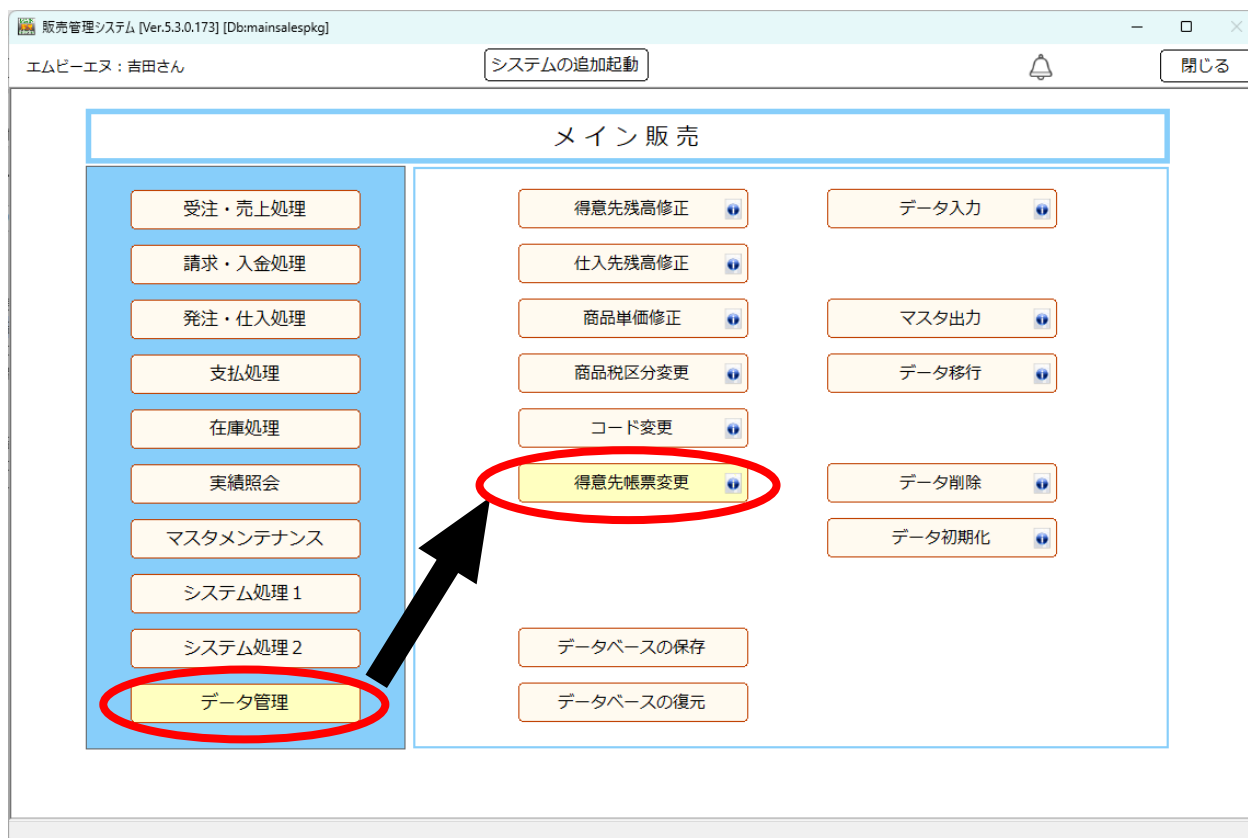 販売管理システム [Ver.5.3.0.173] [Db:mainsalespkg]
エムビーエヌ：吉田さん
システムの追加起動
閉じる
メイン販売
受注・売上処理
請求・入金処理
発注・仕入処理
支払処理
在庫処理
実績照会
マスタメンテナンス
システム処理１
システム処理２
データ管理
得意先残高修正
仕入先残高修正
商品単価修正
商品税区分変更
コード変更
得意先帳票変更
データベースの保存
データベースの復元
データ入力
マスタ出力
データ移行
データ削除
データ初期化